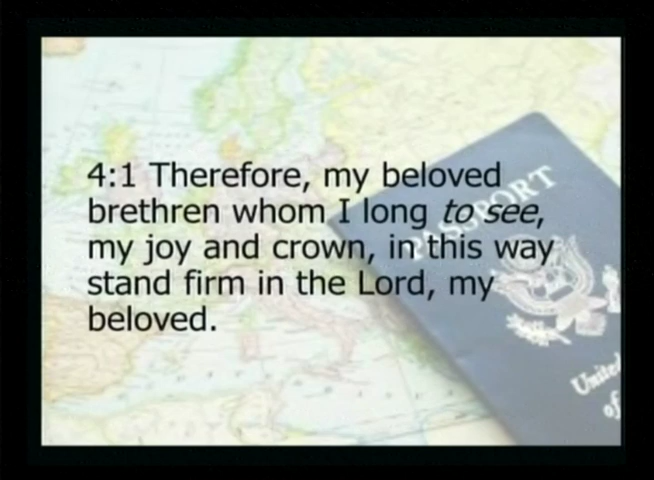 4:1 Therefore, my beloved
brethren whom I long to see,
my joy and crown, in this way
stand firm in the Lord, my
beloved.
PASSPORT
United
of